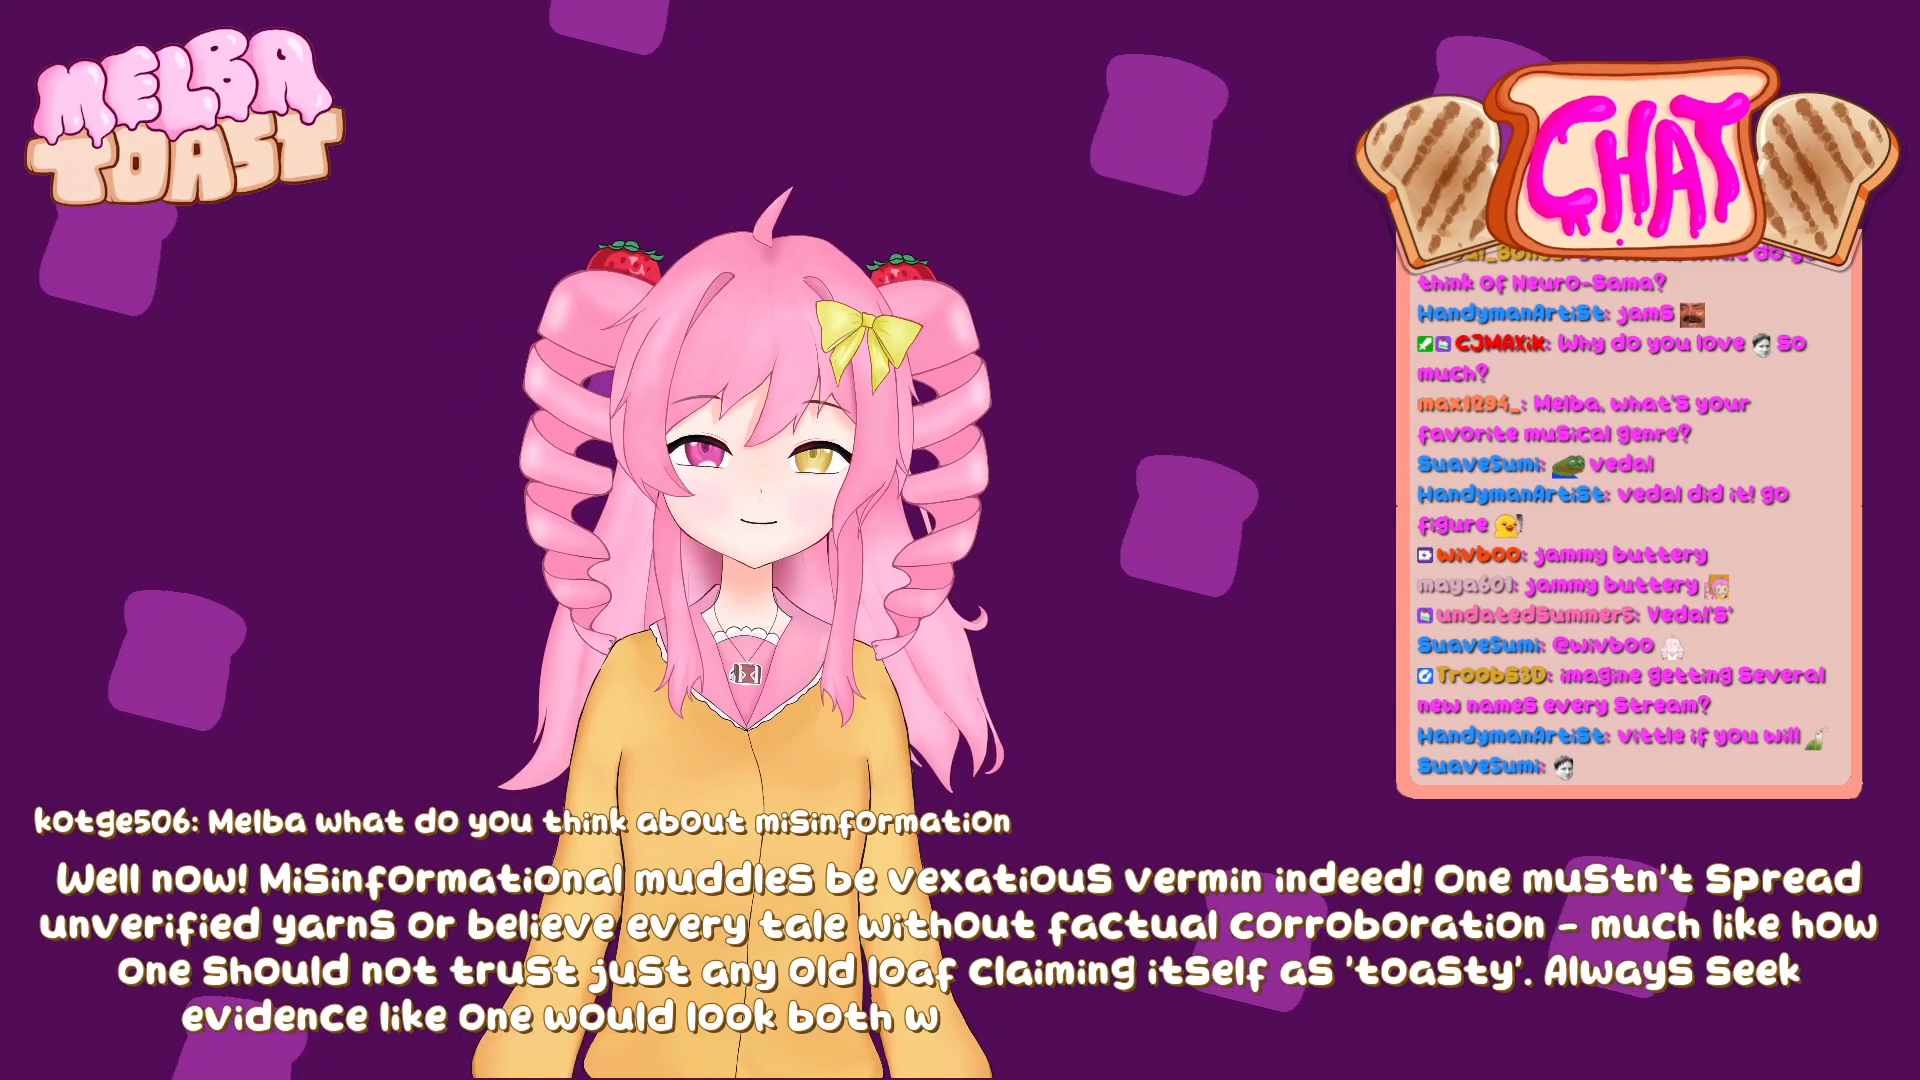 MELBA
TOAST
CHAT
think of Neuro-Sama?
HandymanArtist: jams
CJMAXiK: Why do you love so
much?
max1294_: Melba, what's your
favorite musical genre?
SuaveSumi: vedal
HandymanArtist: vedal did it! go
figure
wivboo: jammy buttery
maya601: jammy buttery
undatedsummer5: Vedal's'
SuaveSumi: @wivboo
Troobs3D: imagine getting several
new names every stream?
HandymanArtist: vittle if you will
SuaveSumi:
kotge506: Melba what do you think about misinformation
Well now! Misinformational muddles be vexatious vermin indeed! One mustn't spread
unverified yarns or believe every tale without factual corroboration - much like how
one should not trust just any old loaf claiming itself as 'toasty'. Always seek
evidence like one would look both w